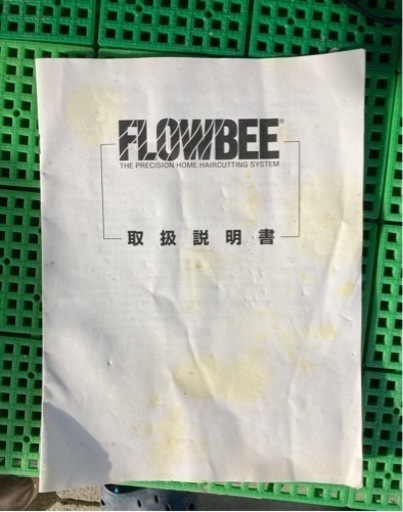 FLOWBEE®
THE PRECISION HOME HAIRCUTTING SYSTEM
取扱説明書